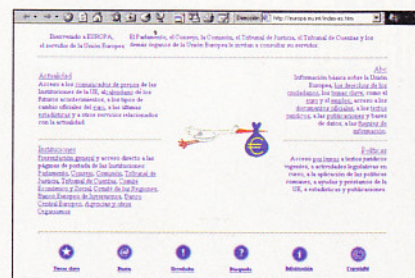 Dirección http://europa.eu.int/index-es.htm
Bienvenido a EUROPA,
el servidor de la Unión Europea
El Parlamento, el Consejo, la Comisión, el Tribunal de Justicia, el Tribunal de Cuentas y los
demás órganos de la Unión Europea le invitan a consultar su servidor
Actualidad
Acceso a los comunicados de prensa de las
Instituciones de la UE, al calendario de los
futuros acontecimientos, a los tipos de
cambio oficiales del euro, a las últimas
estadísticas y a otros servicios relacionados
con la actualidad.
Abc
Información básica sobre la Unión
Europea, los derechos de los
ciudadanos, los temas clave, como el
euro y el empleo, acceso a los
documentos oficiales, a los textos
jurídicos, a las publicaciones y bases
de datos, a las fuentes de
información.
Instituciones
Presentación general y acceso directo a las
páginas de portada de las Instituciones:
Parlamento, Consejo, Comisión, Tribunal de
Justicia, Tribunal de Cuentas, Comité
Económico y Social, Comité de las Regiones,
Banco Europeo de Inversiones, Banco
Central Europeo, Agencias y otros
Organismos
Políticas
Acceso por temas a textos jurídicos
vigentes, a actividades legislativas en
curso, a la aplicación de las políticas
comunes, a ayudas y préstamos de la
UE, a estadísticas y publicaciones
Temas clave
Novedades
Búsqueda
Información
Copyright